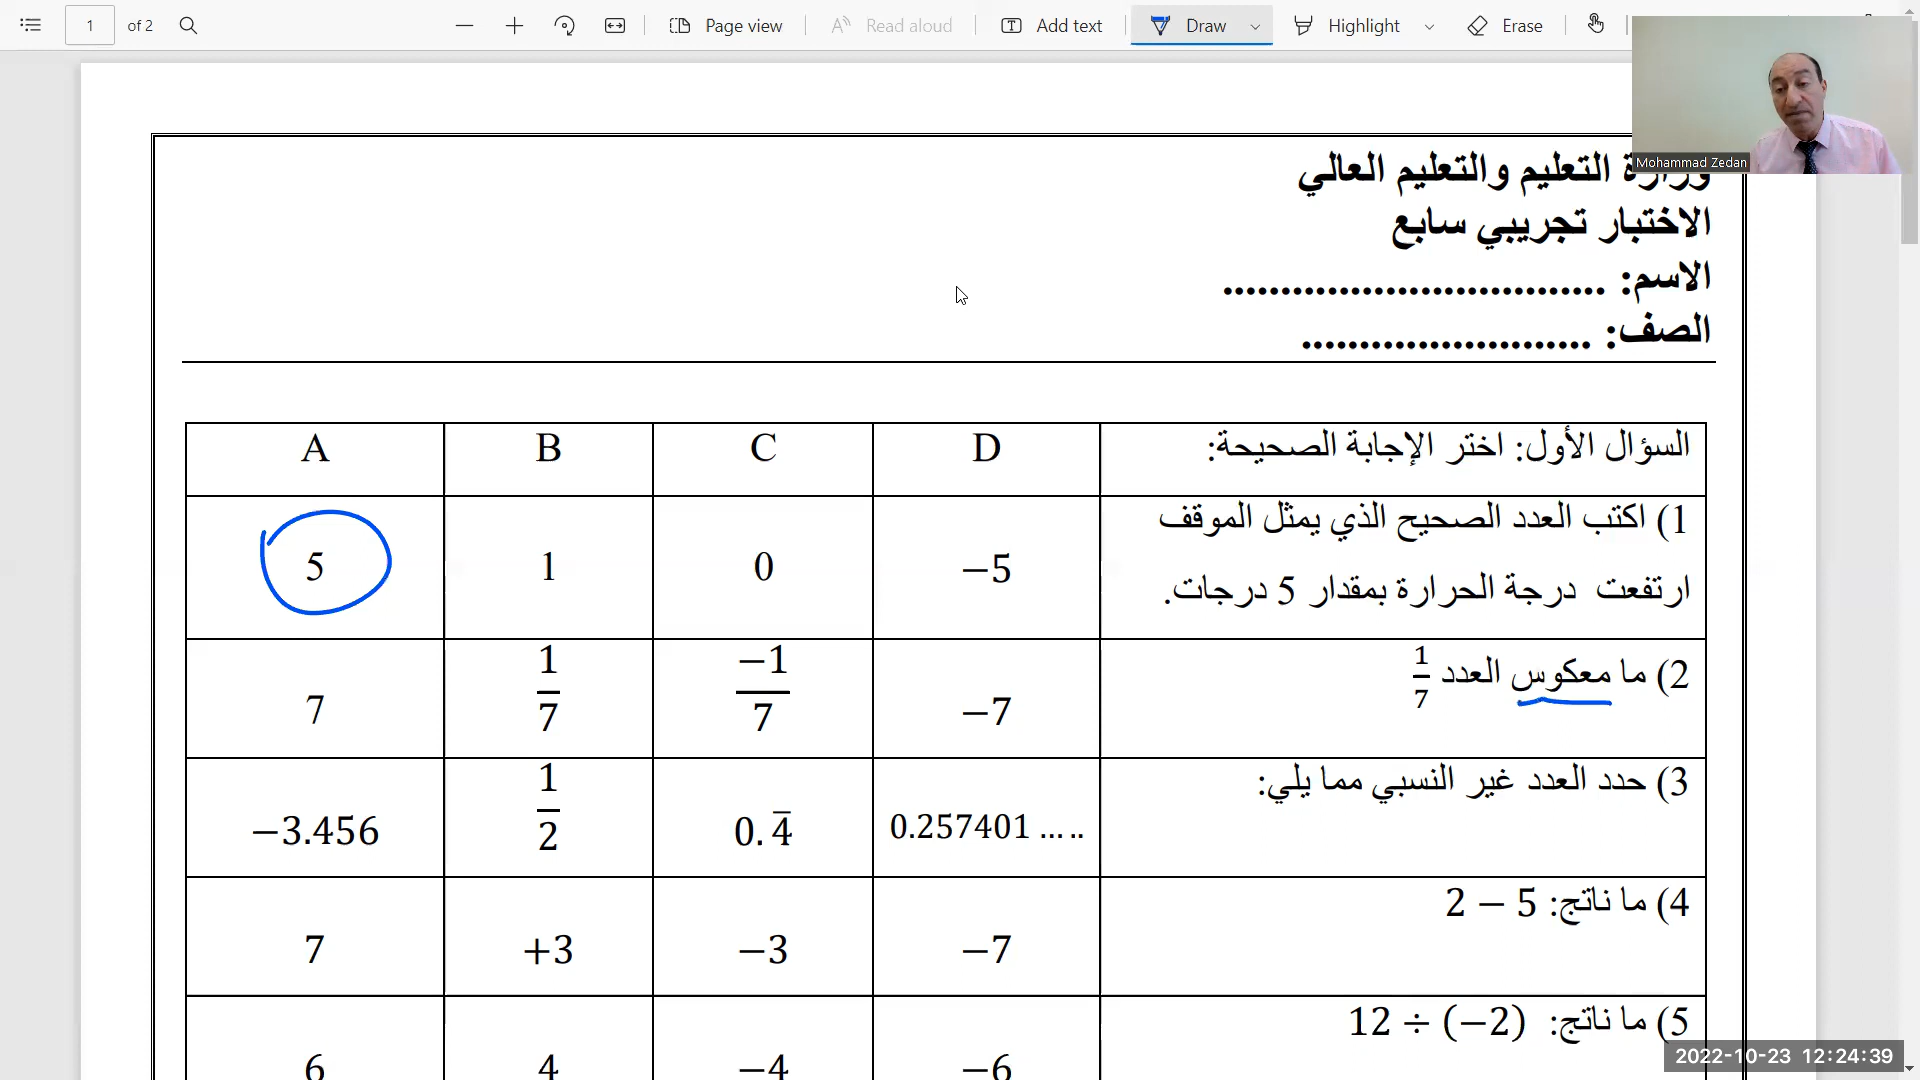 1 of 2 Page view Read aloud Add text Draw Highlight Erase
Mohammad Zedan
وزارة التعليم والتعليم العالي
الاختبار تجريبي سابع
الاسم: ................................
الصف: ........................
A B C D السؤال الأول: اختر الإجابة الصحيحة:
1) اكتب العدد الصحيح الذي يمثل الموقف
ارتفعت درجة الحرارة بمقدار 5 درجات.
5 1 0 −5
2) ما معكوس العدد 1/7
7 1/7 −1/7 −7
3) حدد العدد غير النسبي مما يلي:
−3.456 1/2 0.4̅ 0.257401 .....
4) ما ناتج: 2 − 5
7 +3 −3 −7
5) ما ناتج: 12 ÷ (−2)
6 4 −4 −6
2022-10-23 12:24:39